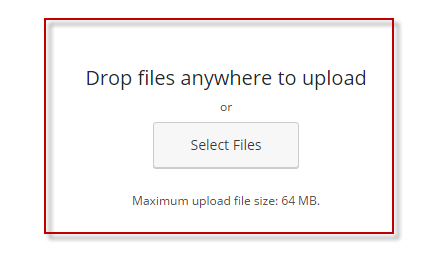 Drop files anywhere to upload
or
Select Files
Maximum upload file size: 64 MB.